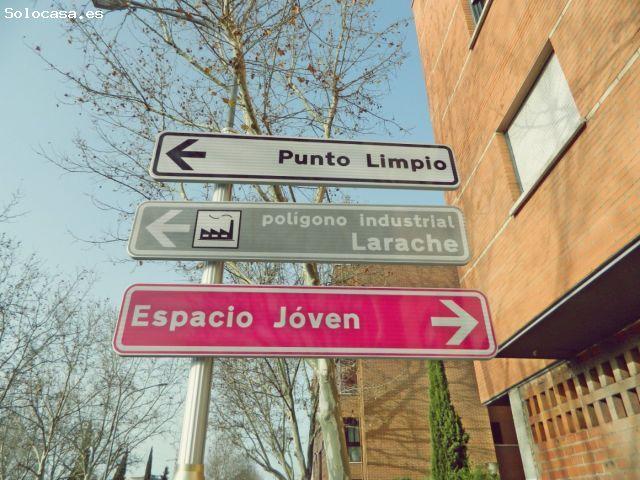 Solocasa.es
Punto Limpio
polígono industrial
Larache
Espacio Jóven